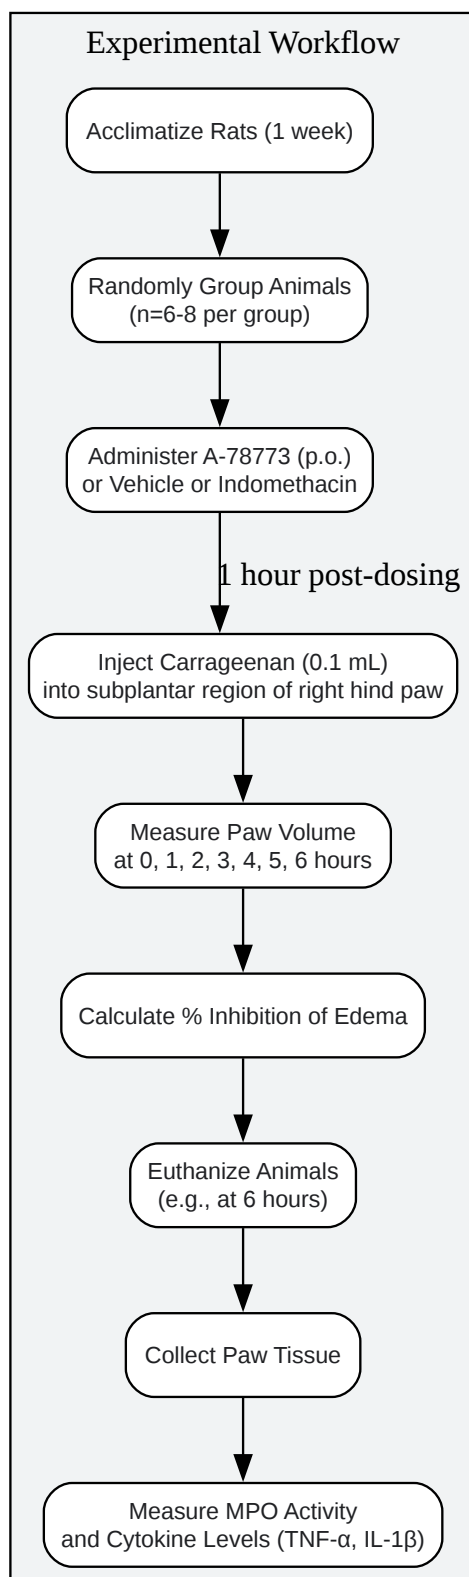 Experimental Workflow
Acclimatize Rats (1 week)
Randomly Group Animals
(n=6-8 per group)
Administer A-78773 (p.o.)
or Vehicle or Indomethacin
1 hour post-dosing
Inject Carrageenan (0.1 mL)
into subplantar region of right hind paw
Measure Paw Volume
at 0, 1, 2, 3, 4, 5, 6 hours
Calculate % Inhibition of Edema
Euthanize Animals
(e.g., at 6 hours)
Collect Paw Tissue
Measure MPO Activity
and Cytokine Levels (TNF-α, IL-1β)